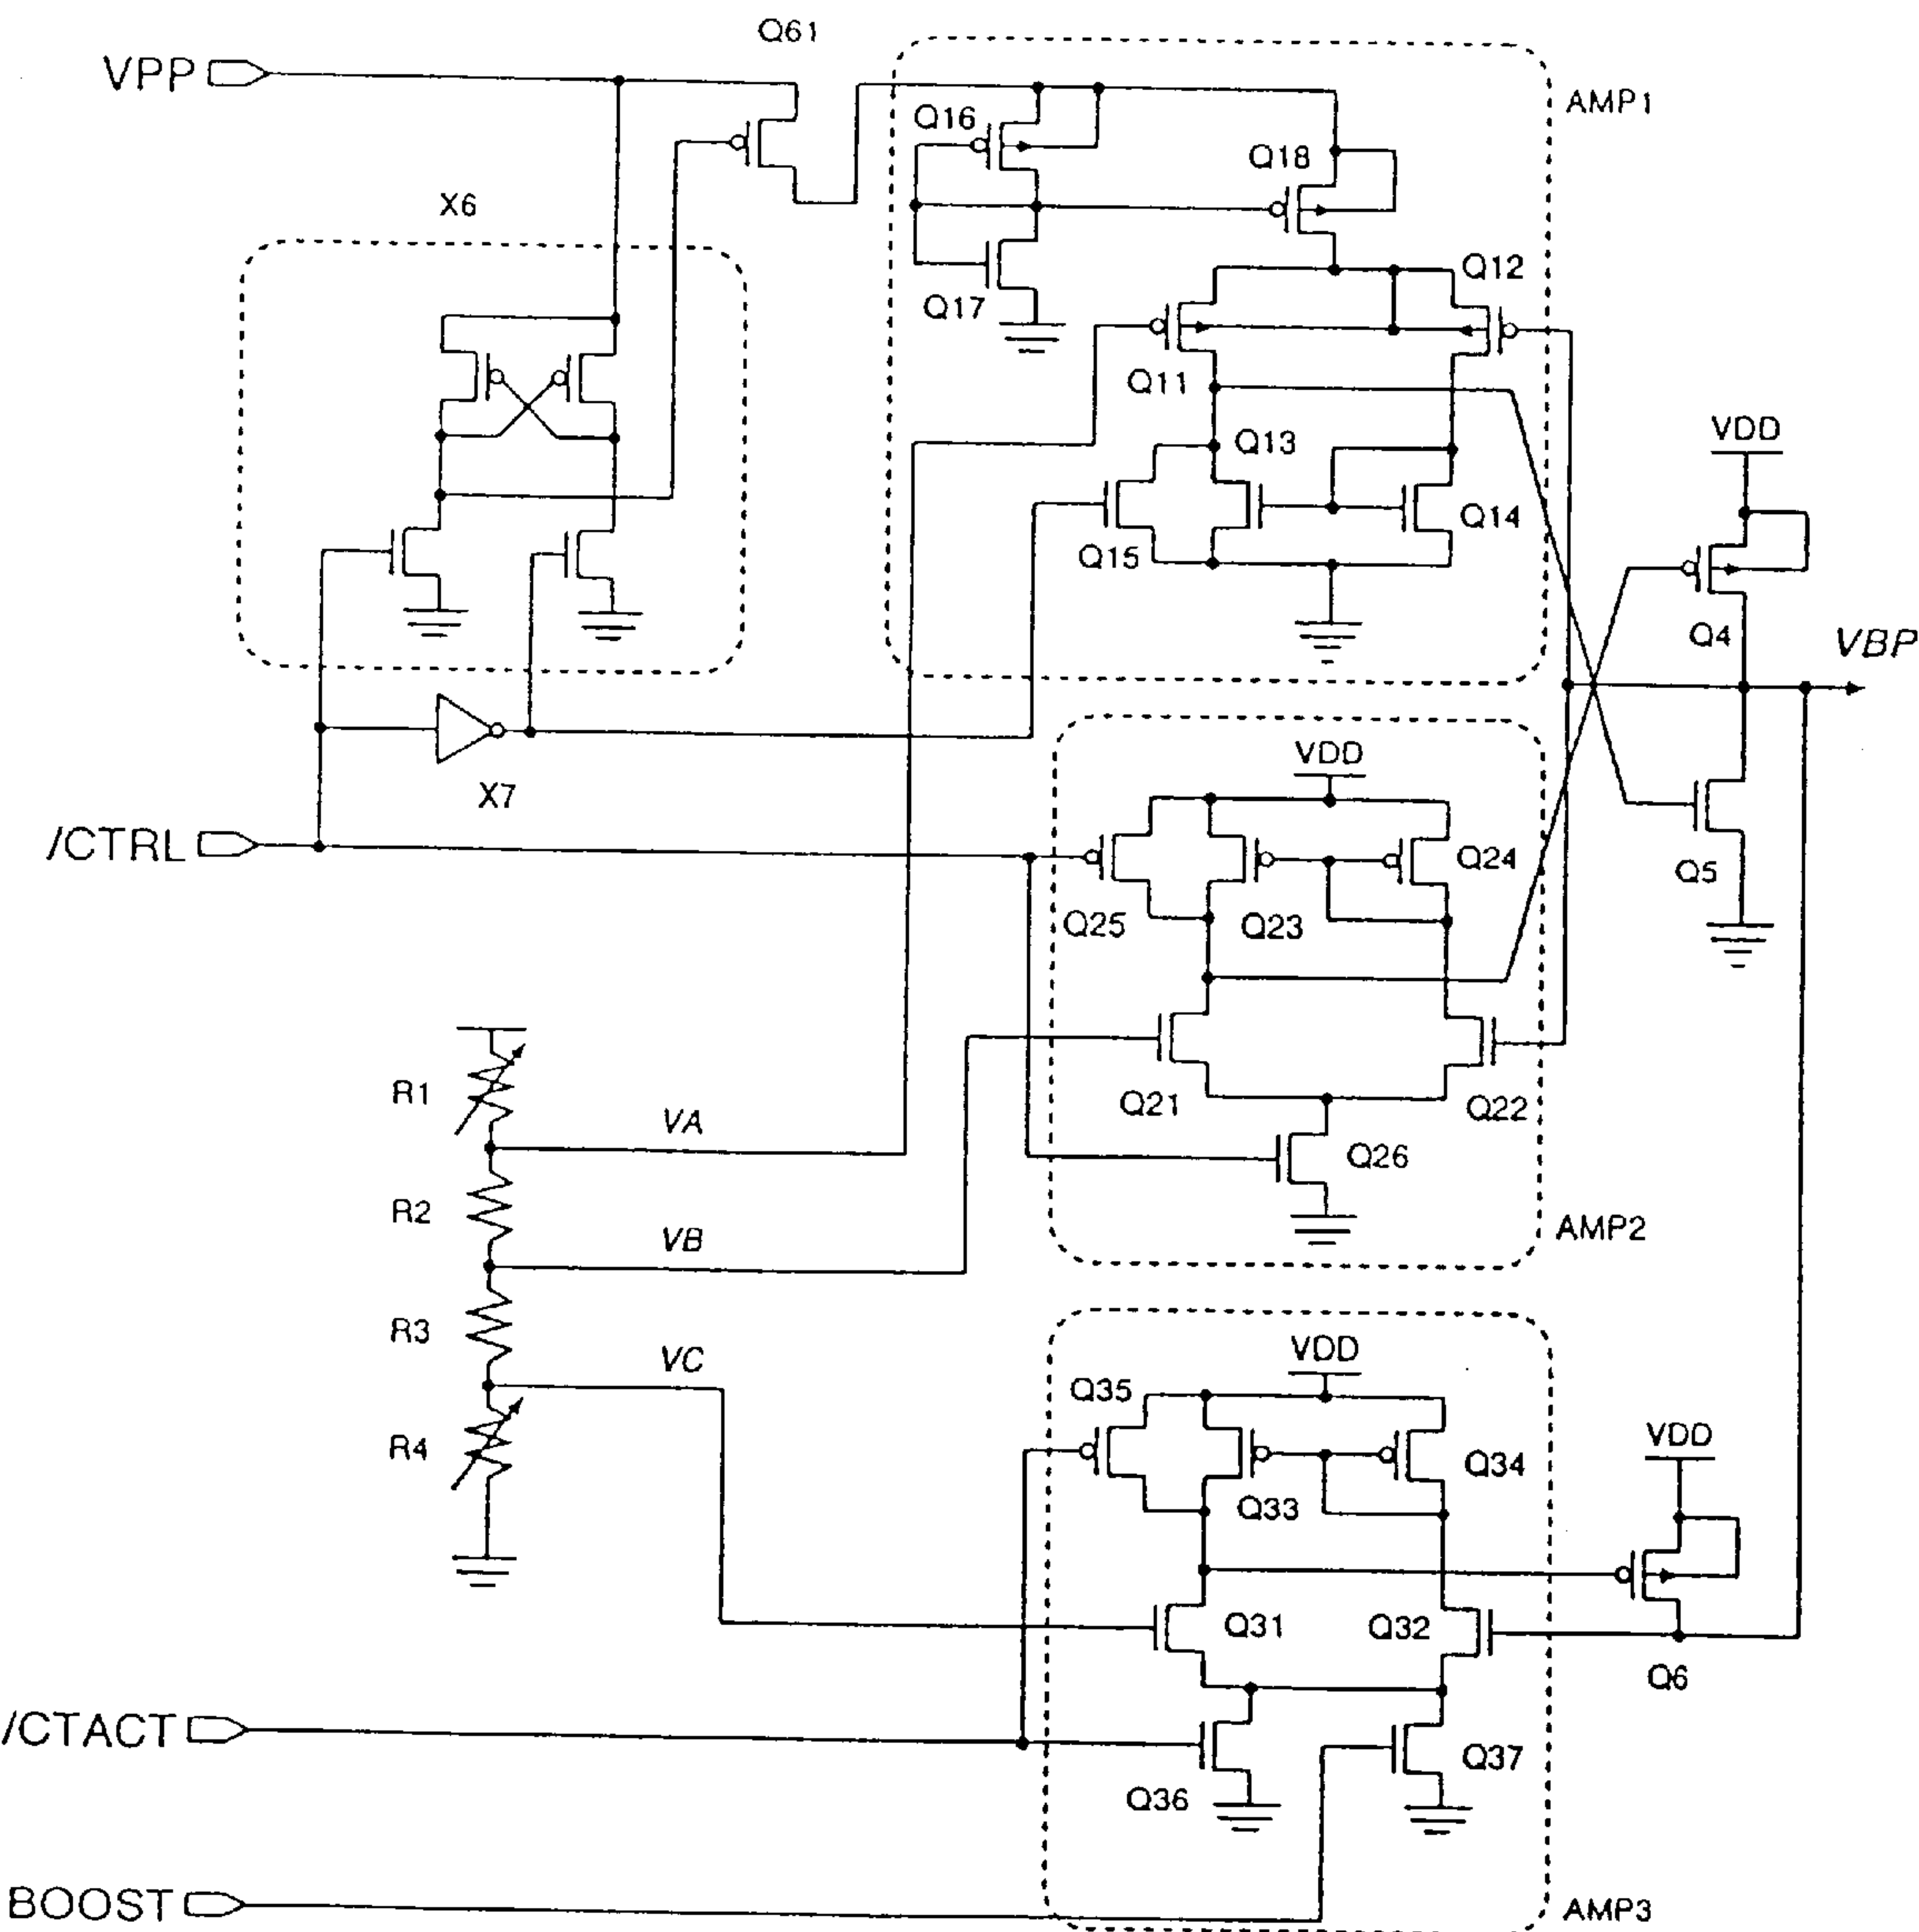 Q61
VPP
AMP1
Q16
Q18
X6
Q12
Q17
Q11
Q13
VDD
Q14
Q15
Q4
VBP
VDD
X7
/CTRL
Q24
Q5
Q25
Q23
R1
VA
Q21
Q22
Q26
R2
VB
AMP2
R3
VC
VDD
Q35
VDD
R4
Q34
Q33
Q31
Q32
Q6
/CTACT
Q37
Q36
BOOST
AMP3